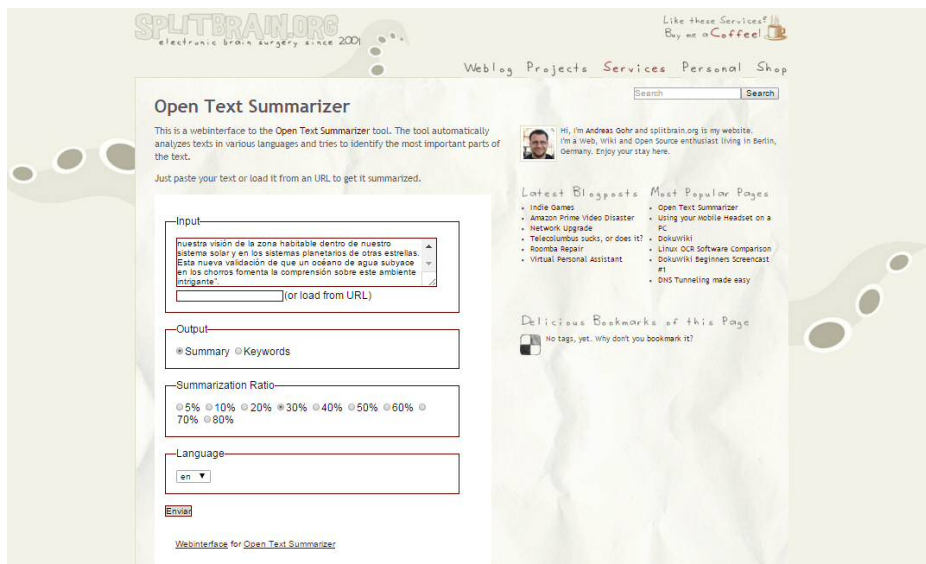 SPLITBRAIN.ORG
electronic brain surgery since 2001
Like these Services?
Buy me a Coffee!
Weblog Projects Services Personal Shop
Search Search
Open Text Summarizer
This is a webinterface to the Open Text Summarizer tool. The tool automatically
analyzes texts in various languages and tries to identify the most important parts of
the text.
Just paste your text or load it from an URL to get it summarized.
Input
nuestra visión de la zona habitable dentro de nuestro
sistema solar y en los sistemas planetarios de otras estrellas.
Esta nueva validación de que un océano de agua subyace
en los chorros fomenta la comprensión sobre este ambiente
intrigante".
(or load from URL)
Output
Summary Keywords
Summarization Ratio
5% 10% 20% 30% 40% 50% 60%
70% 80%
Language
en
Enviar
Webinterface for Open Text Summarizer
Hi, I'm Andreas Gohr and splitbrain.org is my website.
I'm a Web, Wiki and Open Source enthusiast living in Berlin,
Germany. Enjoy your stay here.
Latest Blogposts
Indie Games
Amazon Prime Video Disaster
Network Upgrade
Telecolumbus sucks, or does it?
Roomba Repair
Virtual Personal Assistant
Most Popular Pages
Open Text Summarizer
Using your Mobile Headset on a
PC
DokuWiki
Linux OCR Software Comparison
DokuWiki Beginners Screencast
#1
DNS Tunneling made easy
Delicious Bookmarks of this Page
No tags, yet. Why don't you bookmark it?